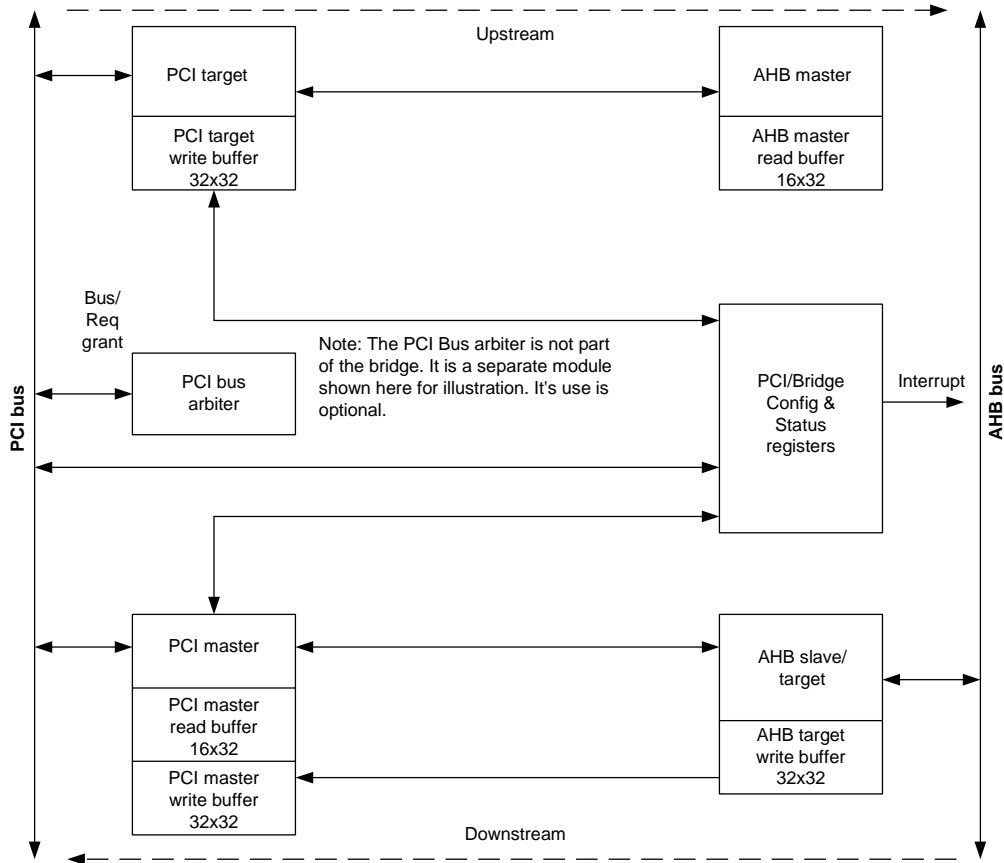 Upstream
PCI target
AHB master
PCI target
write buffer
32x32
AHB master
read buffer
16x32
Bus/
Req
grant
Note: The PCI Bus arbiter is not part
of the bridge. It is a separate module
shown here for illustration. It's use is
optional.
PCI bus
arbiter
PCI/Bridge
Config &
Status
registers
Interrupt
PCI bus
AHB bus
PCI master
AHB slave/
target
PCI master
read buffer
16x32
AHB target
write buffer
32x32
PCI master
write buffer
32x32
Downstream